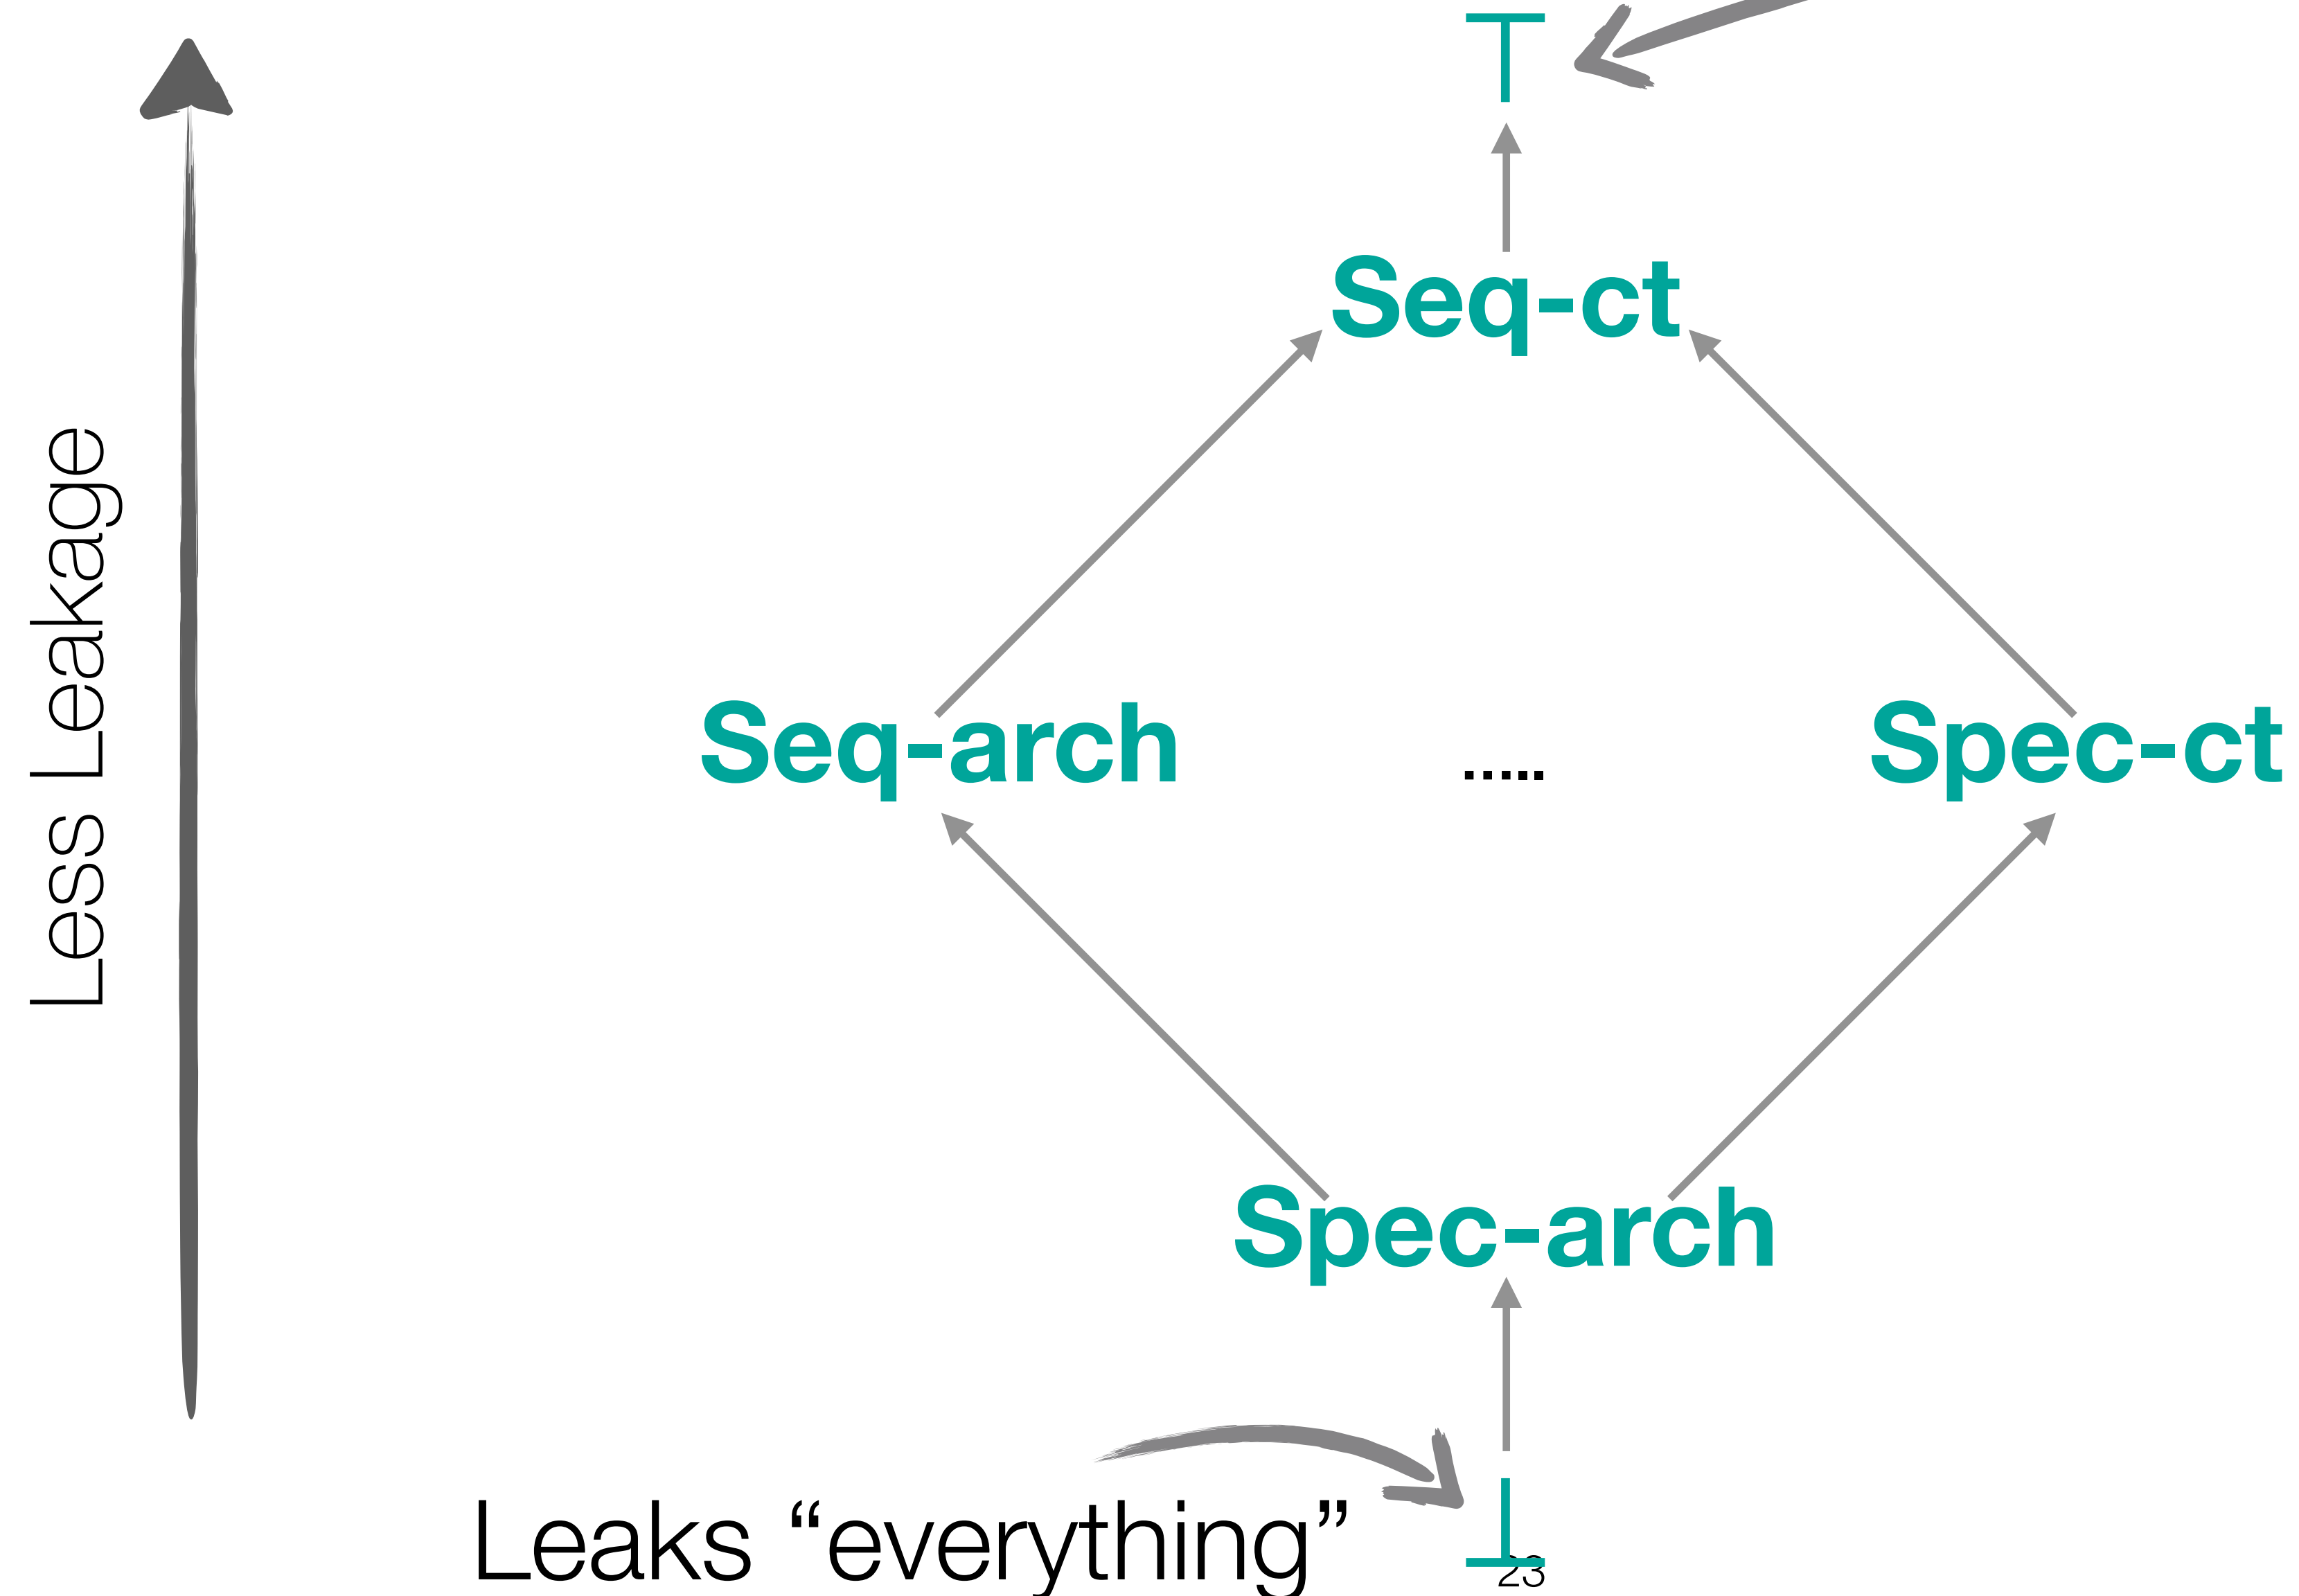 ⊤
Seq-ct
Less Leakage
Seq-arch
......
Spec-ct
Spec-arch
Leaks “everything”
⊥
23